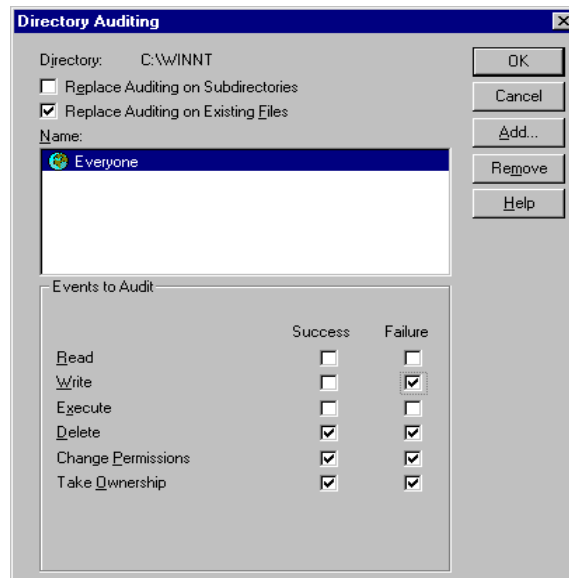 Directory Auditing
Directory: C:\WINNT
OK
Replace Auditing on Subdirectories
Cancel
Replace Auditing on Existing Files
Name:
Add...
Everyone
Remove
Help
Events to Audit
Success Failure
Read
Write
Execute
Delete
Change Permissions
Take Ownership